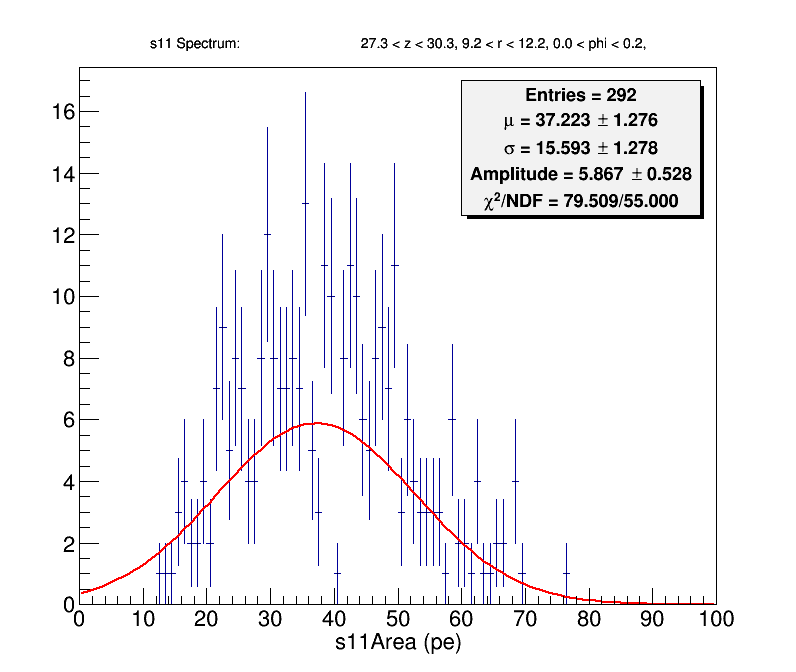 s11 Spectrum: 27.3 < z < 30.3, 9.2 < r < 12.2, 0.0 < phi < 0.2,
Entries = 292
μ = 37.223 ± 1.276
σ = 15.593 ± 1.278
Amplitude = 5.867 ± 0.528
χ²/NDF = 79.509/55.000
16
14
12
10
8
6
4
2
0
0 10 20 30 40 50 60 70 80 90 100
s11Area (pe)